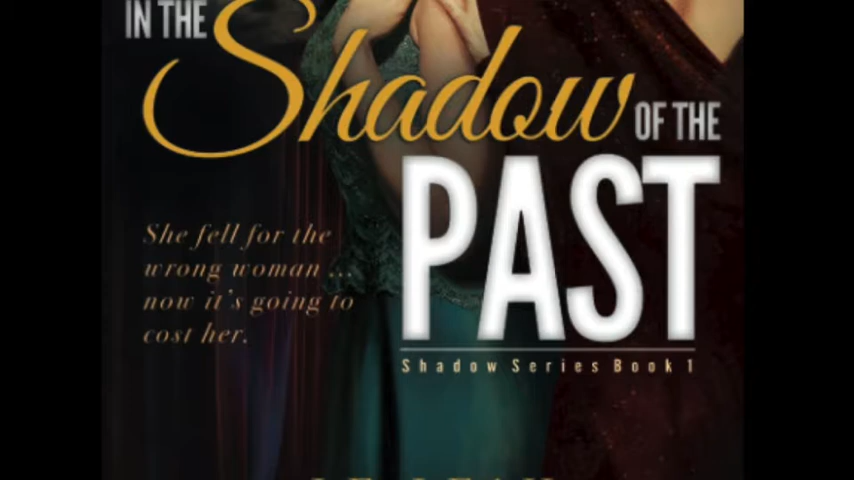 IN THE
Shadow OF THE
PAST
She fell for the
wrong woman ...
now it's going to
cost her.
Shadow Series Book 1